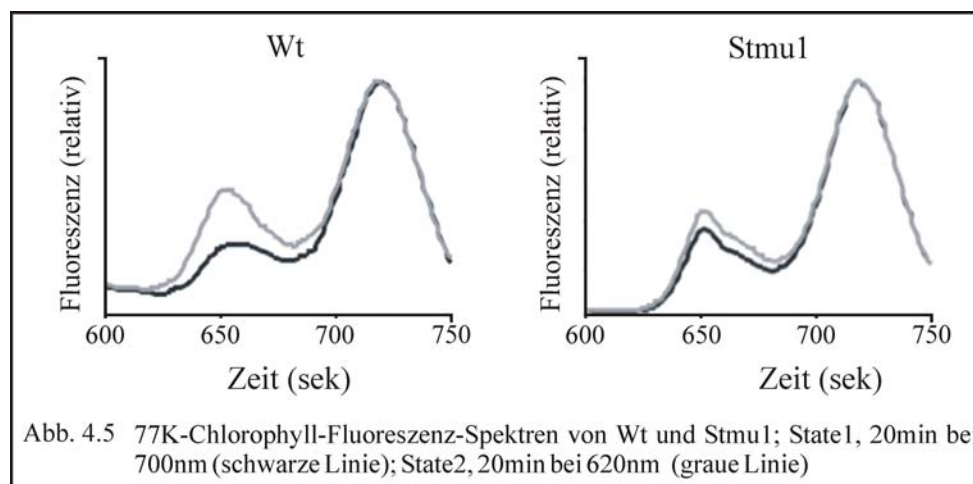 Wt
Stmu1
Fluoreszenz (relativ)
Fluoreszenz (relativ)
600 650 700 750
600 650 700 750
Zeit (sek)
Zeit (sek)
Abb. 4.5 77K-Chlorophyll-Fluoreszenz-Spektren von Wt und Stmu1; State1, 20min be
700nm (schwarze Linie); State2, 20min bei 620nm (graue Linie)